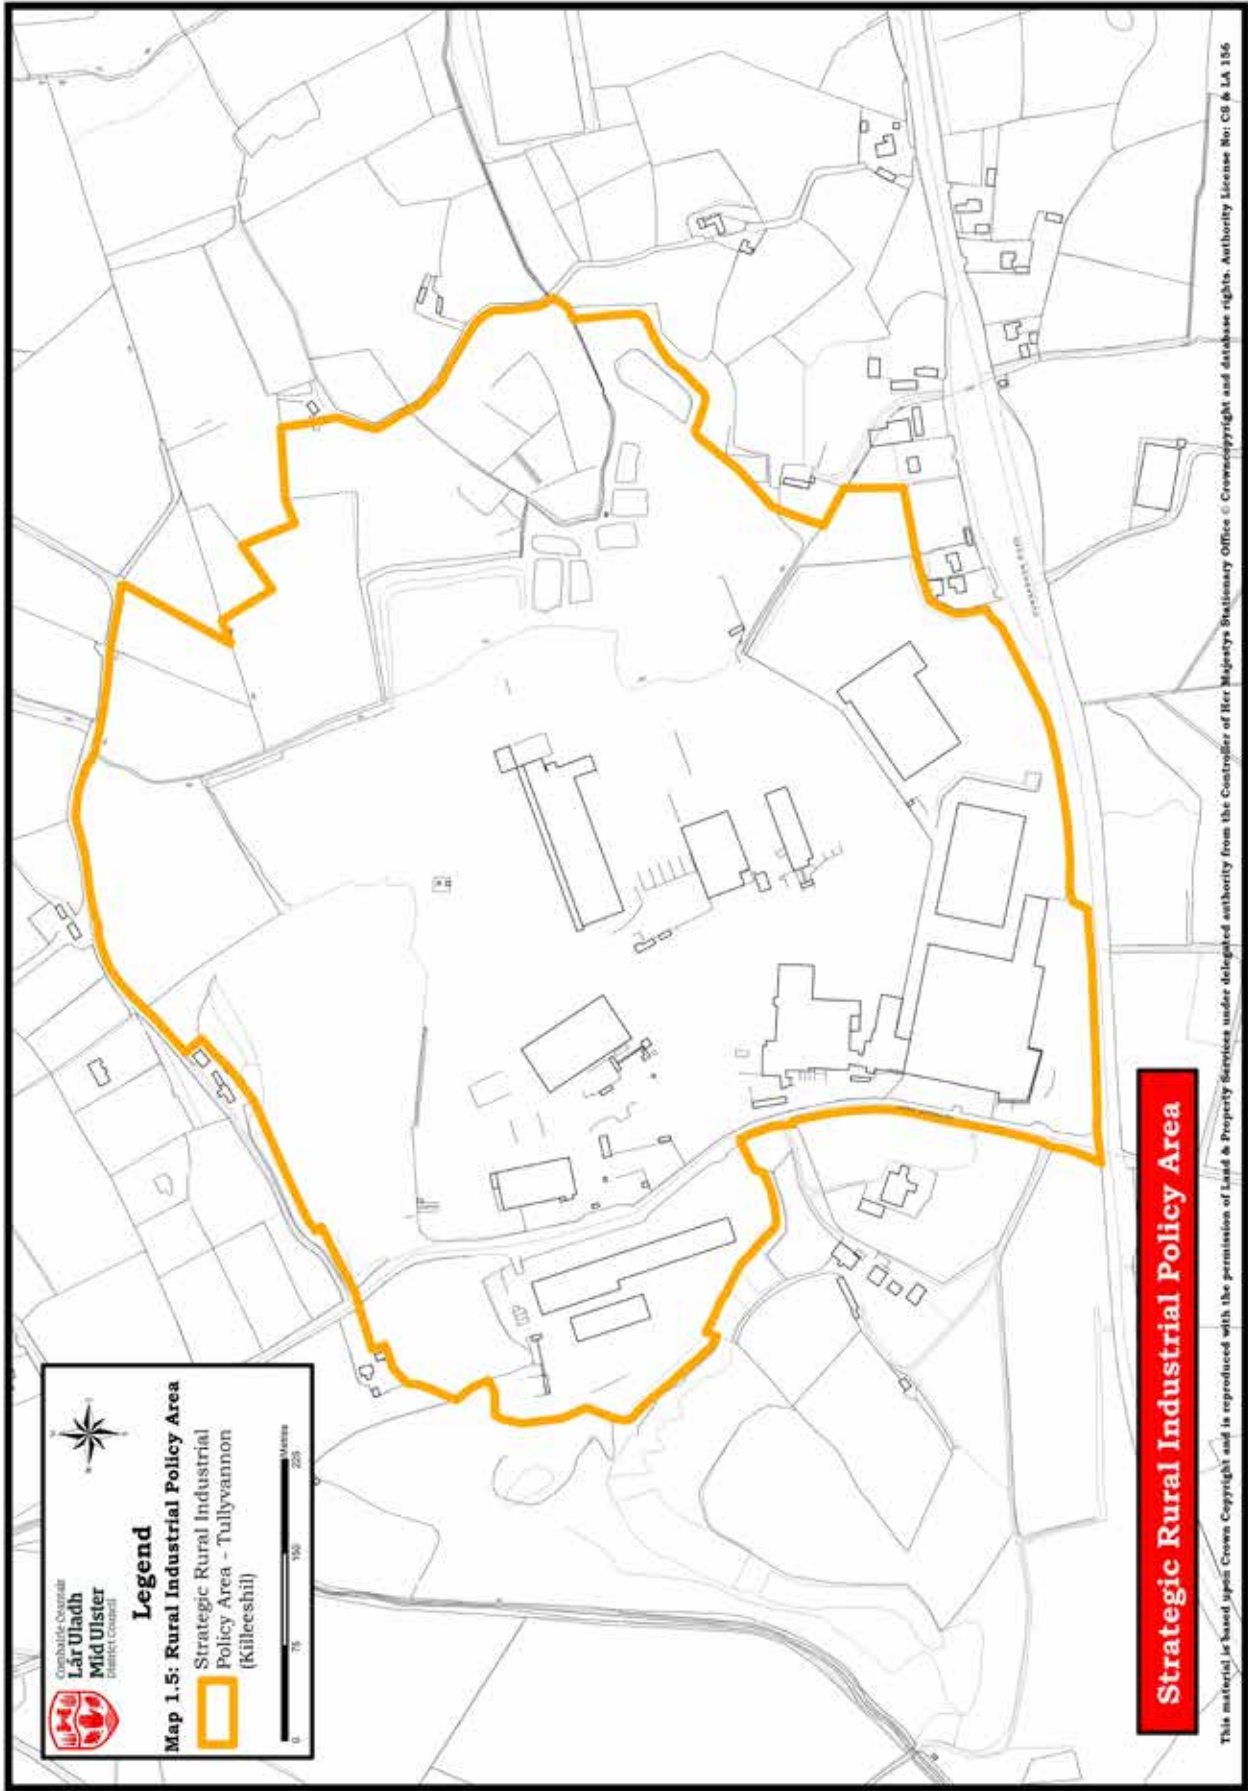 Comhairle Ceantair
Lár Uladh
Mid Ulster
District Council
Legend
Map 1.5: Rural Industrial Policy Area
Strategic Rural Industrial
Policy Area - Tullyvannon
(Killeeshil)
0 75 150 225
Metres
Strategic Rural Industrial Policy Area
This material is based upon Crown Copyright and is reproduced with the permission of Land & Property Services under delegated authority from the Controller of Her Majestys Stationary Office © Crown copyright and database rights. Authority License No: CS & LA 156